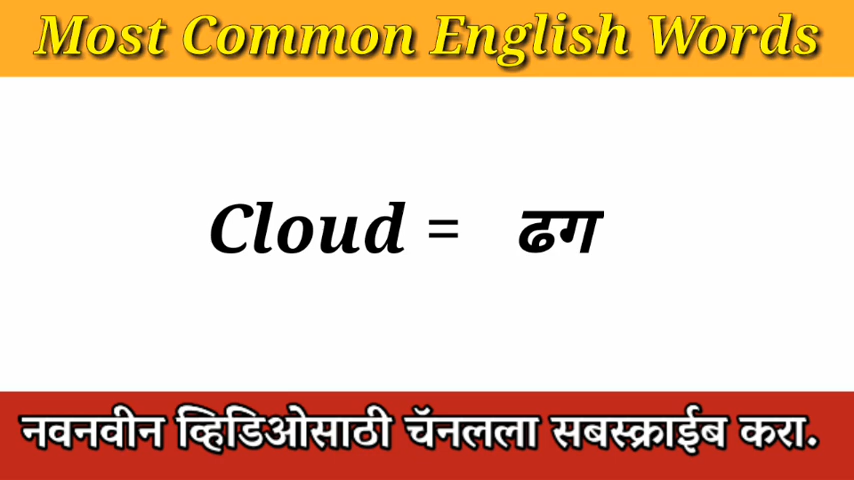 Most Common English Words
Cloud = ढग
नवनवीन व्हिडिओसाठी चॅनलला सबस्क्राईब करा.